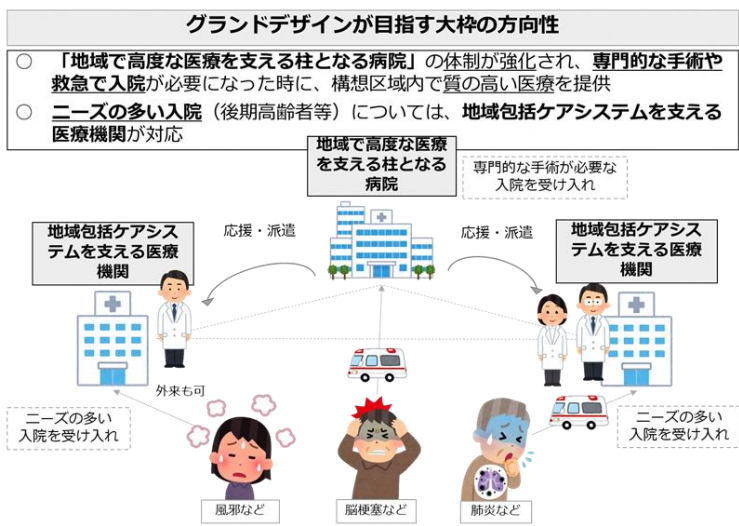 グランドデザインが目指す大枠の方向性
○ 「地域で高度な医療を支える柱となる病院」の体制が強化され、専門的な手術や
救急で入院が必要になった時に、構想区域内で質の高い医療を提供
○ ニーズの多い入院（後期高齢者等）については、地域包括ケアシステムを支える
医療機関が対応
地域で高度な医療
を支える柱となる
病院
専門的な手術が必要な
入院を受け入れ
地域包括ケアシス
テムを支える医療
機関
応援・派遣
応援・派遣
地域包括ケアシス
テムを支える医療
機関
外来も可
ニーズの多い
入院を受け入れ
ニーズの多い
入院を受け入れ
風邪など
脳梗塞など
肺炎など